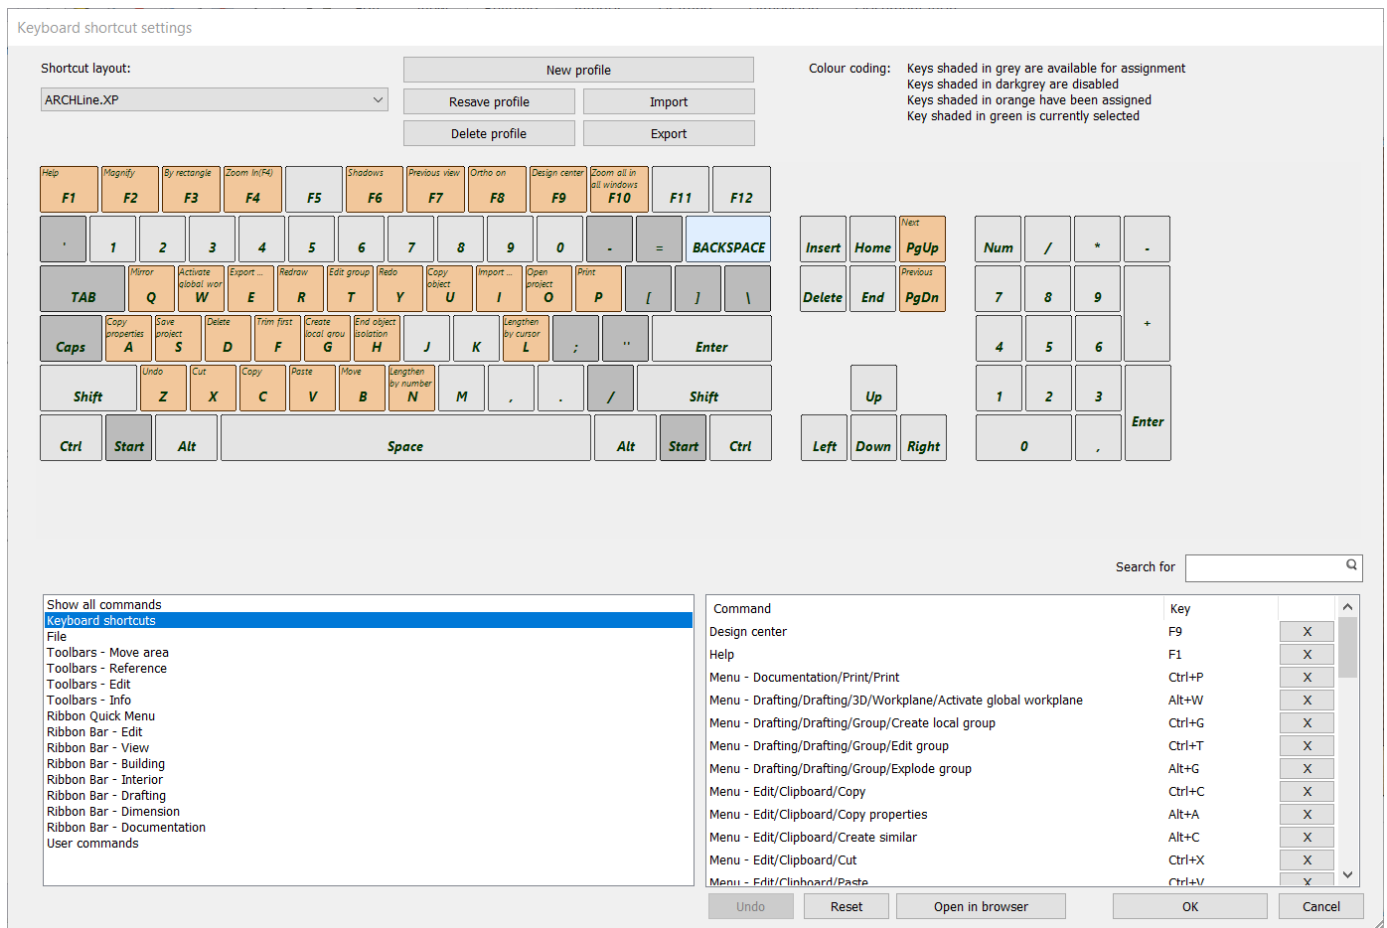 Keyboard shortcut settings
Shortcut layout:
ARCHLine.XP
New profile
Resave profile
Import
Delete profile
Export
Colour coding:
Keys shaded in grey are available for assignment
Keys shaded in darkgrey are disabled
Keys shaded in orange have been assigned
Key shaded in green is currently selected
Help Magnify By rectangle Zoom In(F4) Shadows Previous view Ortho on Design center Zoom all in all windows
F1 F2 F3 F4 F5 F6 F7 F8 F9 F10 F11 F12
Next
' 1 2 3 4 5 6 7 8 9 0 - = BACKSPACE Insert Home PgUp Num / * -
Mirror Activate global wor Export ... Redraw Edit group Redo Copy object Import ... Open project Print Previous
TAB Q W E R T Y U I O P [ ] \ Delete End PgDn 7 8 9 +
Copy properties Save project Delete Trim first Create local grou End object isolation Lengthen by cursor
Caps A S D F G H J K L ; '' Enter 4 5 6
Undo Cut Copy Paste Move Lengthen by number
Shift Z X C V B N M , . / Shift Up 1 2 3 Enter
Ctrl Start Alt Space Alt Start Ctrl Left Down Right 0 ,
Search for
Show all commands
Keyboard shortcuts
File
Toolbars - Move area
Toolbars - Reference
Toolbars - Edit
Toolbars - Info
Ribbon Quick Menu
Ribbon Bar - Edit
Ribbon Bar - View
Ribbon Bar - Building
Ribbon Bar - Interior
Ribbon Bar - Drafting
Ribbon Bar - Dimension
Ribbon Bar - Documentation
User commands
Command Key
Design center F9 X
Help F1 X
Menu - Documentation/Print/Print Ctrl+P X
Menu - Drafting/Drafting/3D/Workplane/Activate global workplane Alt+W X
Menu - Drafting/Drafting/Group/Create local group Ctrl+G X
Menu - Drafting/Drafting/Group/Edit group Ctrl+T X
Menu - Drafting/Drafting/Group/Explode group Alt+G X
Menu - Edit/Clipboard/Copy Ctrl+C X
Menu - Edit/Clipboard/Copy properties Alt+A X
Menu - Edit/Clipboard/Create similar Alt+C X
Menu - Edit/Clipboard/Cut Ctrl+X X
Menu - Edit/Clipboard/Paste Ctrl+V X
Undo Reset Open in browser OK Cancel